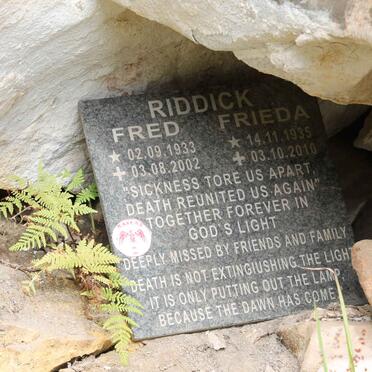 RIDDICK
FRED FRIEDA
★ 02.09.1933 ★ 14.11.1935
✚ 03.08.2002 ✚ 03.10.2010
"SICKNESS TORE US APART,
DEATH REUNITED US AGAIN"
TOGETHER FOREVER IN
GOD'S LIGHT
DEEPLY MISSED BY FRIENDS AND FAMILY
DEATH IS NOT EXTINGIUSHING THE LIGHT
IT IS ONLY PUTTING OUT THE LAMP
BECAUSE THE DAWN HAS COME